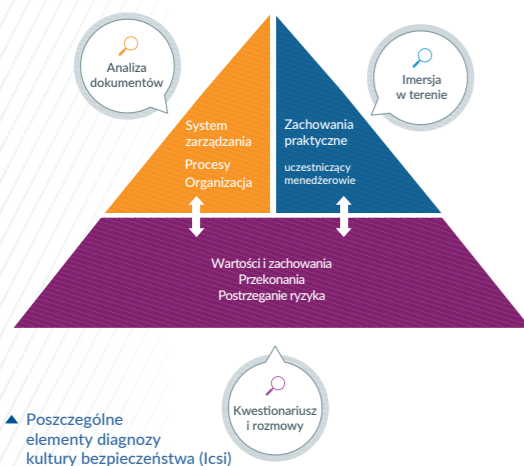 Analiza
dokumentów
Imersja
w terenie
System
zarządzania
Procesy
Organizacja
Zachowania
praktyczne
uczestniczący
menedżerowie
Wartości i zachowania
Przekonania
Postrzeganie ryzyka
Kwestionariusz
i rozmowy
Poszczególne
elementy diagnozy
kultury bezpieczeństwa (Icsi)